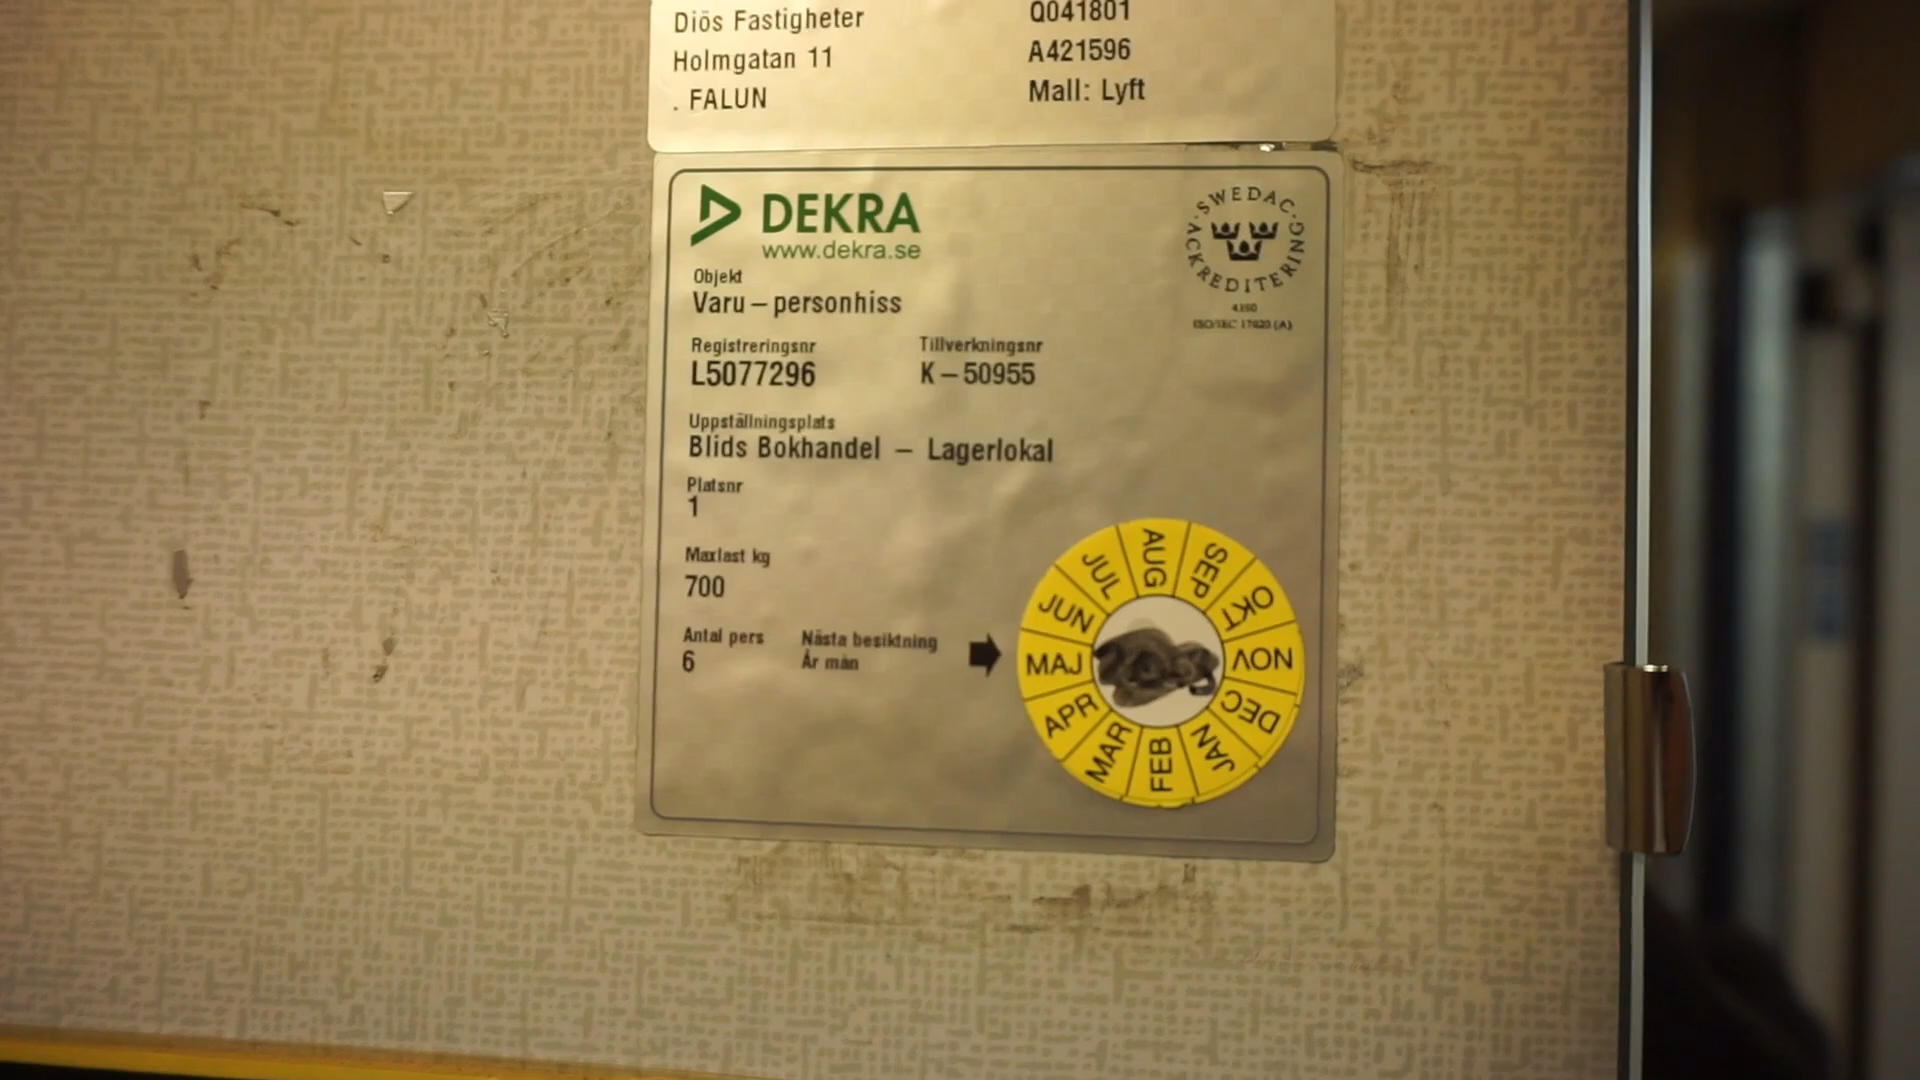 Diös Fastigheter Q041801
Holmgatan 11 A421596
. FALUN Mall: Lyft
DEKRA
www.dekra.se
SWEDAC ACKREDITERING
ISO/IEC 17020 (A)
Objekt
Varu – personhiss
Registreringsnr Tillverkningsnr
L5077296 K – 50955
Uppställningsplats
Blids Bokhandel – Lagerlokal
Platsnr
1
Maxlast kg
700
Antal pers Nästa besiktning
6 År mån
JAN
FEB
MAR
APR
MAJ
JUN
JUL
AUG
SEP
OKT
NOV
DEC